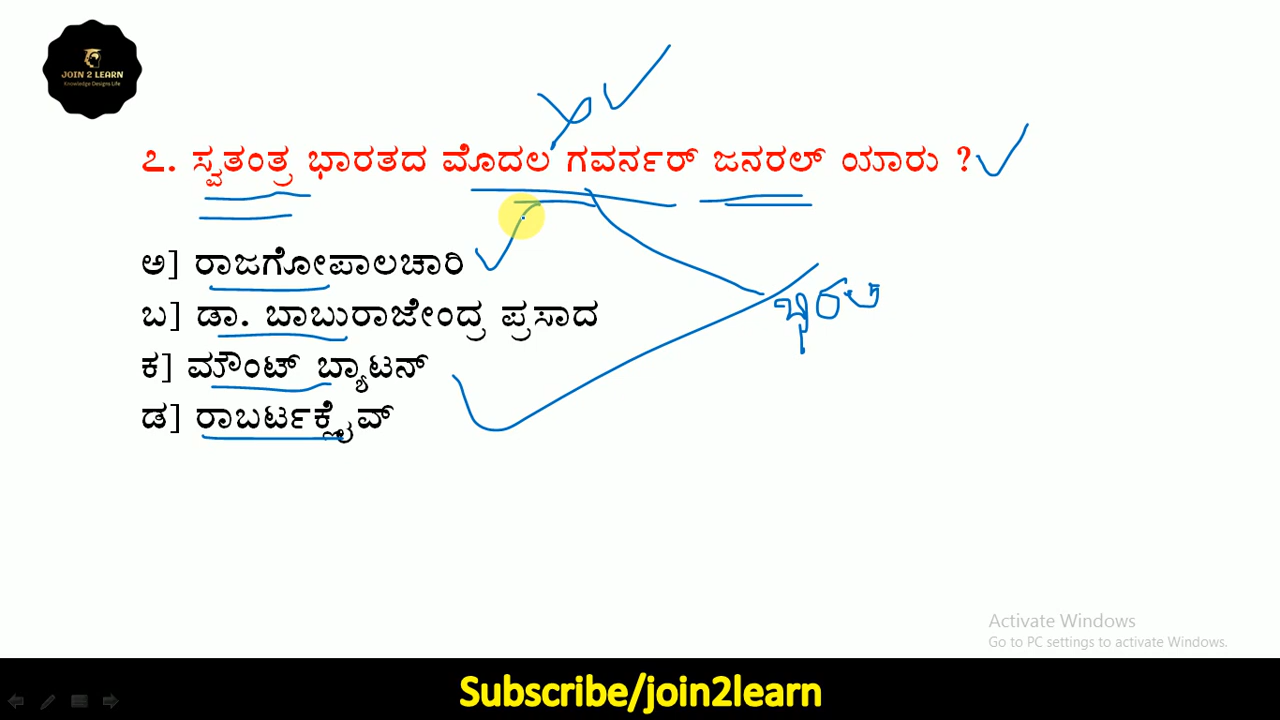 JOIN 2 LEARN
Knowledge Designs Life
೭. ಸ್ವತಂತ್ರ ಭಾರತದ ಮೊದಲ ಗವರ್ನರ್ ಜನರಲ್ ಯಾರು ?
ಅ] ರಾಜಗೋಪಾಲಚಾರಿ
ಬ] ಡಾ. ಬಾಬುರಾಜೇಂದ್ರ ಪ್ರಸಾದ
ಕ] ಮೌಂಟ್ ಬ್ಯಾಟನ್
ಡ] ರಾಬರ್ಟಕ್ಲೈವ್
Activate Windows
Go to PC settings to activate Windows.
Subscribe/join2learn